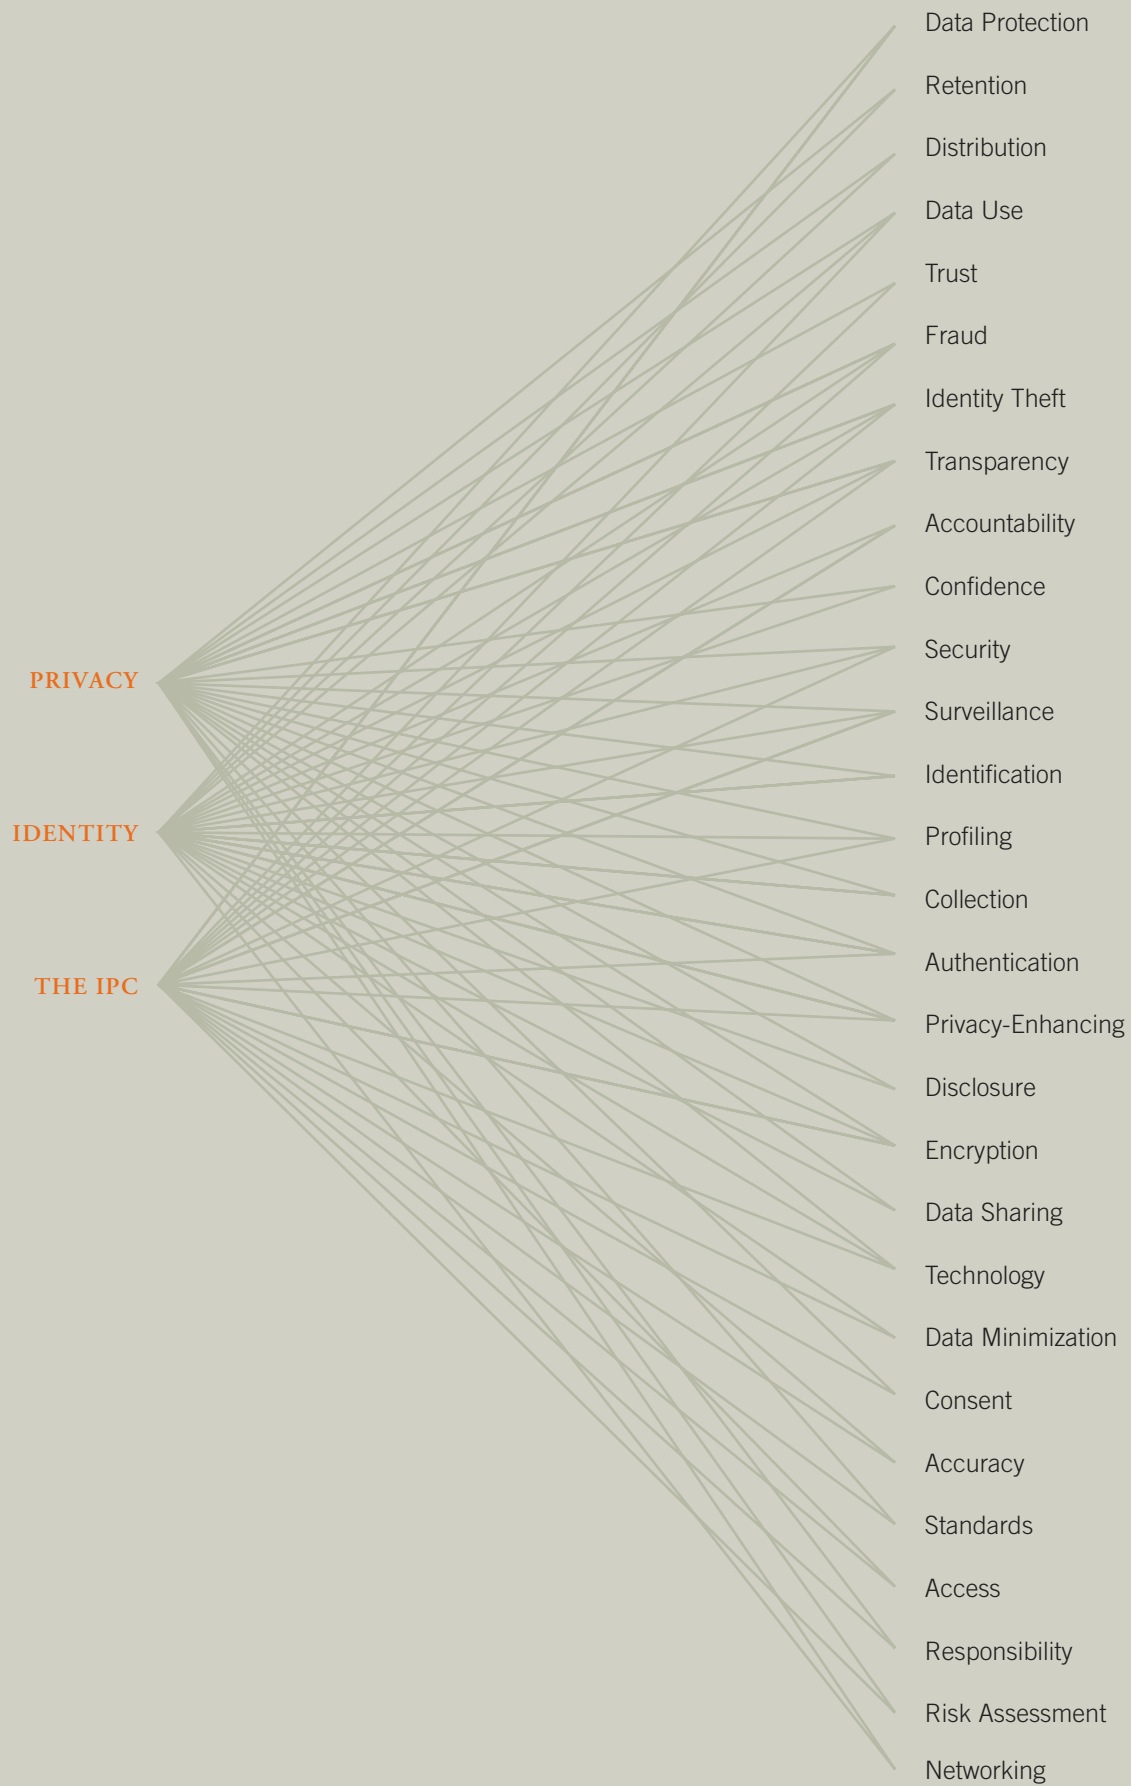 PRIVACY
IDENTITY
THE IPC
Data Protection
Retention
Distribution
Data Use
Trust
Fraud
Identity Theft
Transparency
Accountability
Confidence
Security
Surveillance
Identification
Profiling
Collection
Authentication
Privacy-Enhancing
Disclosure
Encryption
Data Sharing
Technology
Data Minimization
Consent
Accuracy
Standards
Access
Responsibility
Risk Assessment
Networking